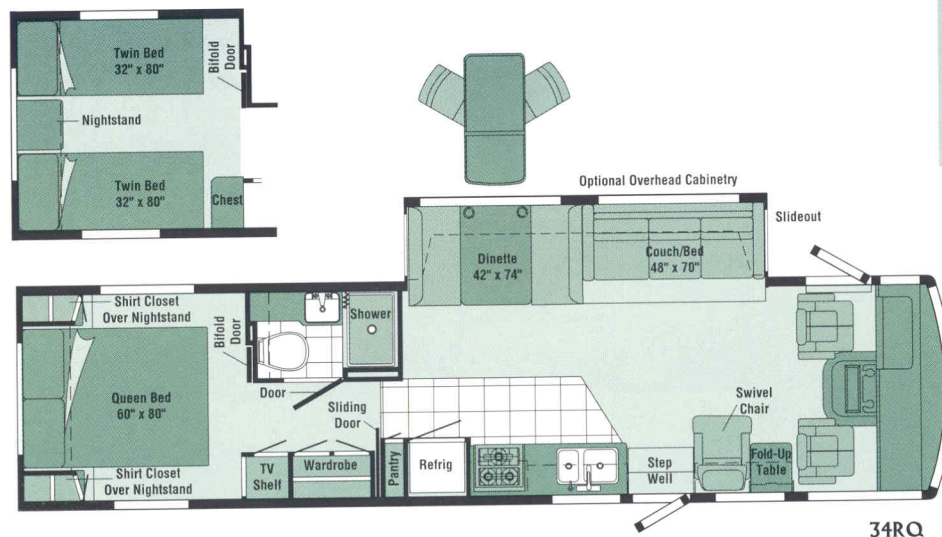 Twin Bed
32" x 80"
Bifold
Door
Nightstand
Twin Bed
32" x 80"
Chest
Optional Overhead Cabinetry
Slideout
Dinette
42" x 74"
Couch/Bed
48" x 70"
Shirt Closet
Over Nightstand
Bifold
Door
Shower
Queen Bed
60" x 80"
Door
Sliding
Door
Swivel
Chair
Shirt Closet
Over Nightstand
TV
Shelf
Wardrobe
Pantry
Refrig
Step
Well
Fold-Up
Table
34RQ